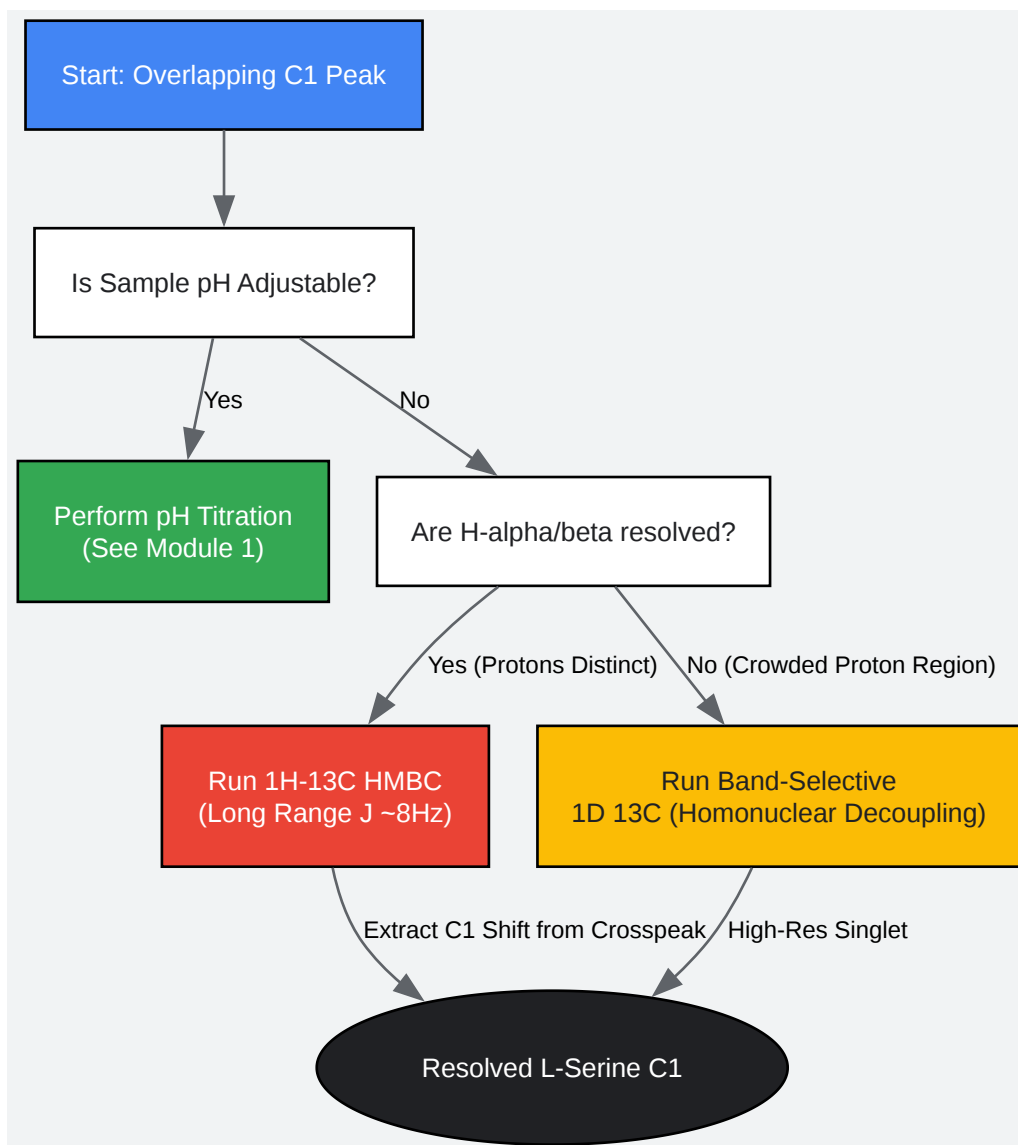 Start: Overlapping C1 Peak
Is Sample pH Adjustable?
Yes
No
Perform pH Titration
(See Module 1)
Are H-alpha/beta resolved?
Yes (Protons Distinct)
No (Crowded Proton Region)
Run 1H-13C HMBC
(Long Range J ~8Hz)
Run Band-Selective
1D 13C (Homonuclear Decoupling)
Extract C1 Shift from Crosspeak
High-Res Singlet
Resolved L-Serine C1